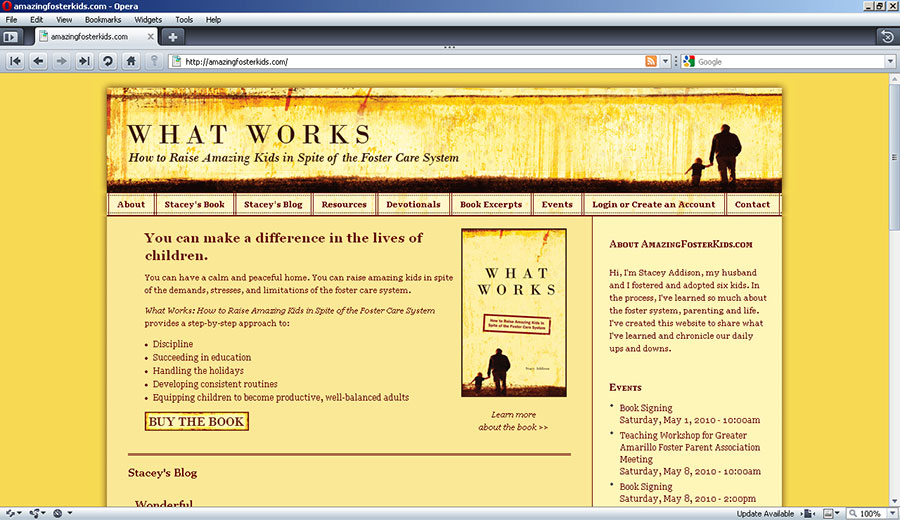 amazingfosterkids.com - Opera
File Edit View Bookmarks Widgets Tools Help
amazingfosterkids.com
http://amazingfosterkids.com/
Google
WHAT WORKS
How to Raise Amazing Kids in Spite of the Foster Care System
About Stacey's Book Stacey's Blog Resources Devotionals Book Excerpts Events Login or Create an Account Contact
You can make a difference in the lives of
children.
You can have a calm and peaceful home. You can raise amazing kids in spite
of the demands, stresses, and limitations of the foster care system.
What Works: How to Raise Amazing Kids in Spite of the Foster Care System
provides a step-by-step approach to:
• Discipline
• Succeeding in education
• Handling the holidays
• Developing consistent routines
• Equipping children to become productive, well-balanced adults
BUY THE BOOK
WHAT
WORKS
How to Raise Amazing Kids in
Spite of the Foster Care System
Stacy Addison
Learn more
about the book >>
Stacey's Blog
Wonderful
About AmazingFosterKids.com
Hi, I'm Stacey Addison, my husband
and I fostered and adopted six kids. In
the process, I've learned so much about
the foster system, parenting and life.
I've created this website to share what
I've learned and chronicle our daily
ups and downs.
Events
• Book Signing
Saturday, May 1, 2010 - 10:00am
• Teaching Workshop for Greater
Amarillo Foster Parent Association
Meeting
Saturday, May 8, 2010 - 10:00am
• Book Signing
Saturday, May 8, 2010 - 2:00pm
Update Available
100%